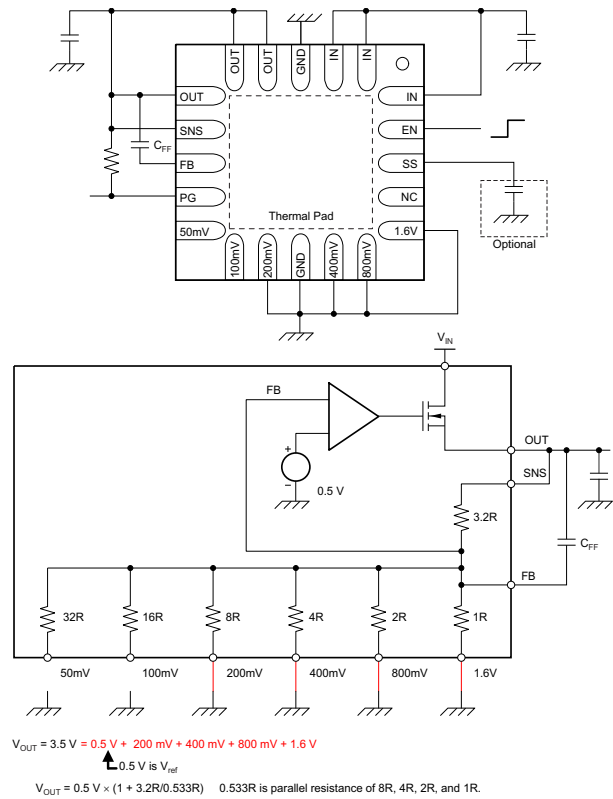 OUT
OUT
GND
IN
IN
OUT
IN
SNS
EN
CFF
FB
SS
PG
NC
Thermal Pad
50mV
1.6V
Optional
100mV
200mV
GND
400mV
800mV
VIN
FB
OUT
+
SNS
−
0.5 V
3.2R
CFF
FB
32R
16R
8R
4R
2R
1R
50mV
100mV
200mV
400mV
800mV
1.6V
VOUT = 3.5 V = 0.5 V + 200 mV + 400 mV + 800 mV + 1.6 V
0.5 V is Vref
VOUT = 0.5 V × (1 + 3.2R/0.533R) 0.533R is parallel resistance of 8R, 4R, 2R, and 1R.